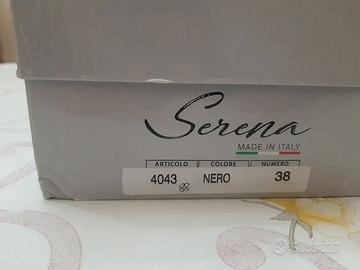 Serena
MADE IN ITALY
ARTICOLO COLORE NUMERO
4043 NERO 38
subito